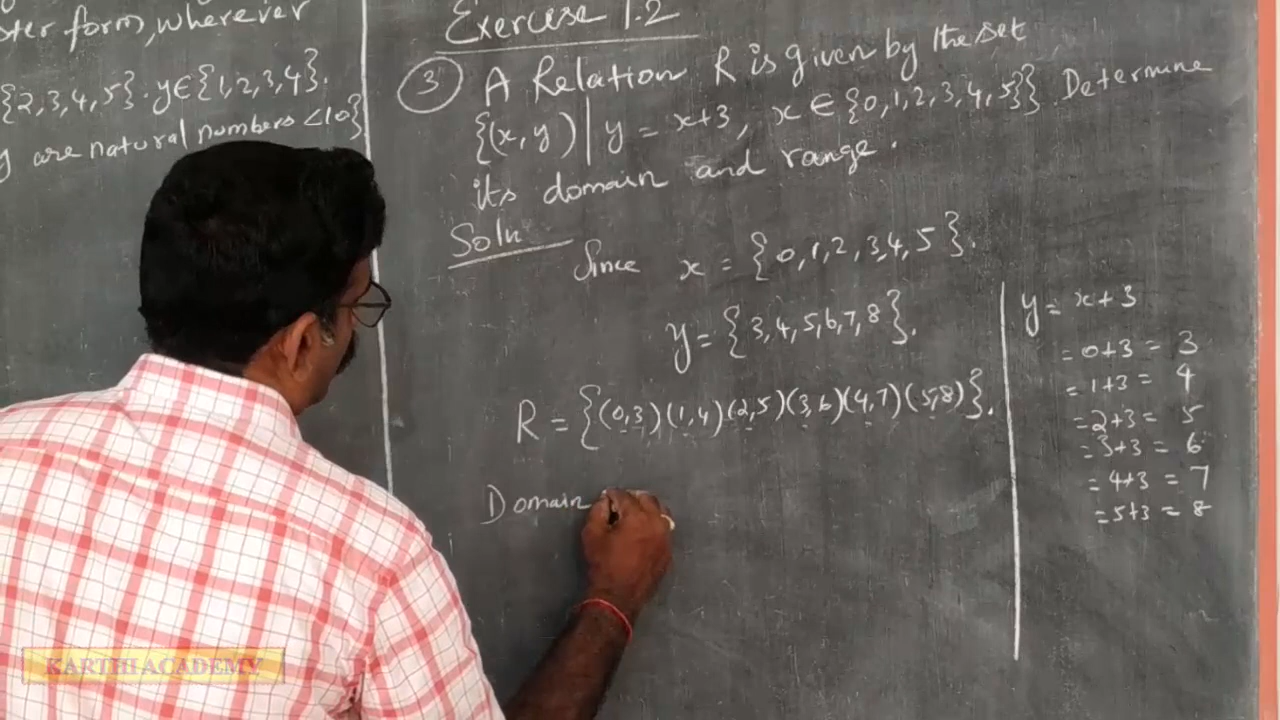 ster form, wherever
{2,3,4,5}. y∈{1,2,3,4}.
y are natural numbers <10}
Exercise 1.2
③ A Relation R is given by the set
{(x,y) | y = x+3, x ∈ {0,1,2,3,4,5}}. Determine
its domain and range.
Soln
Since x = {0,1,2,3,4,5}.
y = {3,4,5,6,7,8}.
R = {(0,3)(1,4)(2,5)(3,6)(4,7)(5,8)}.
Domain
y = x+3
= 0+3 = 3
= 1+3 = 4
= 2+3 = 5
= 3+3 = 6
= 4+3 = 7
= 5+3 = 8
KARTHI ACADEMY